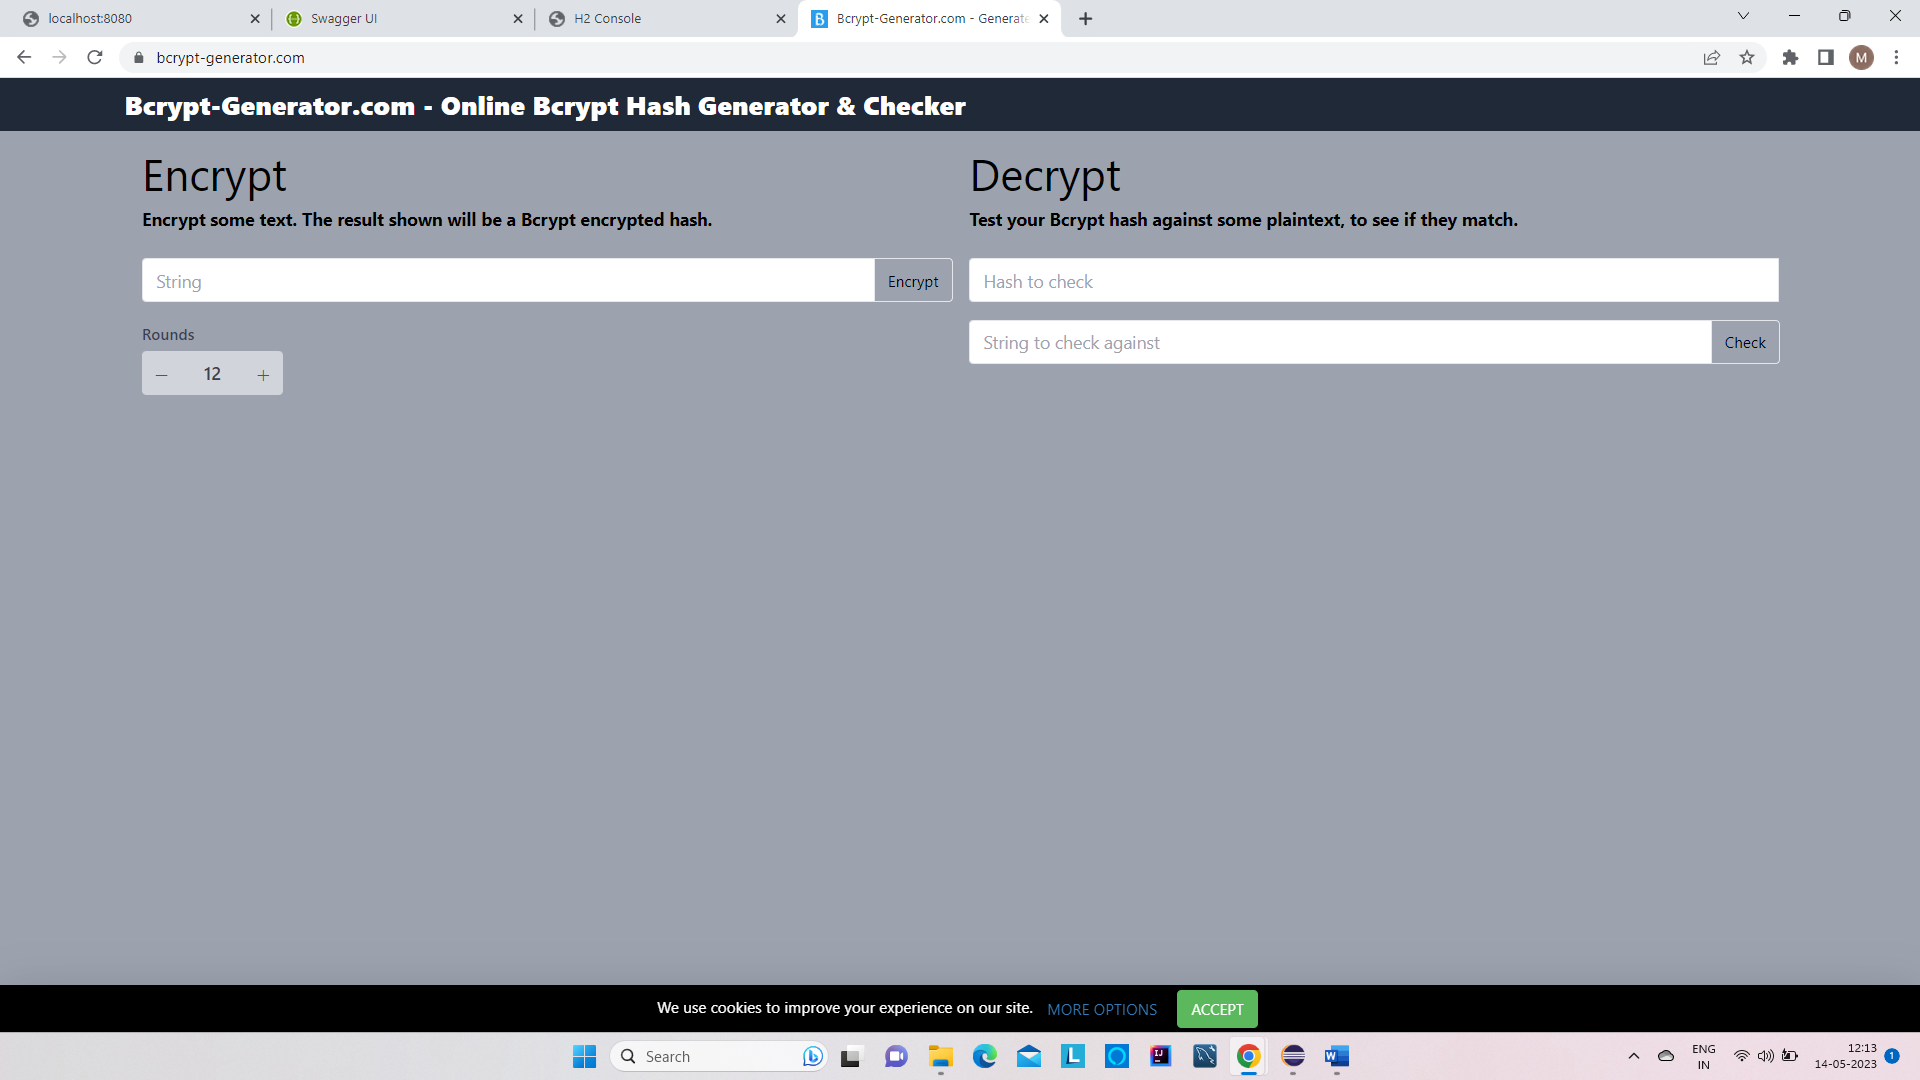 localhost:8080
Swagger UI
H2 Console
Bcrypt-Generator.com - Generate
bcrypt-generator.com
M
Bcrypt-Generator.com - Online Bcrypt Hash Generator & Checker
Encrypt
Encrypt some text. The result shown will be a Bcrypt encrypted hash.
String
Encrypt
Rounds
12
Decrypt
Test your Bcrypt hash against some plaintext, to see if they match.
Hash to check
String to check against
Check
We use cookies to improve your experience on our site. MORE OPTIONS ACCEPT
Search
ENG
IN
12:13
14-05-2023
1